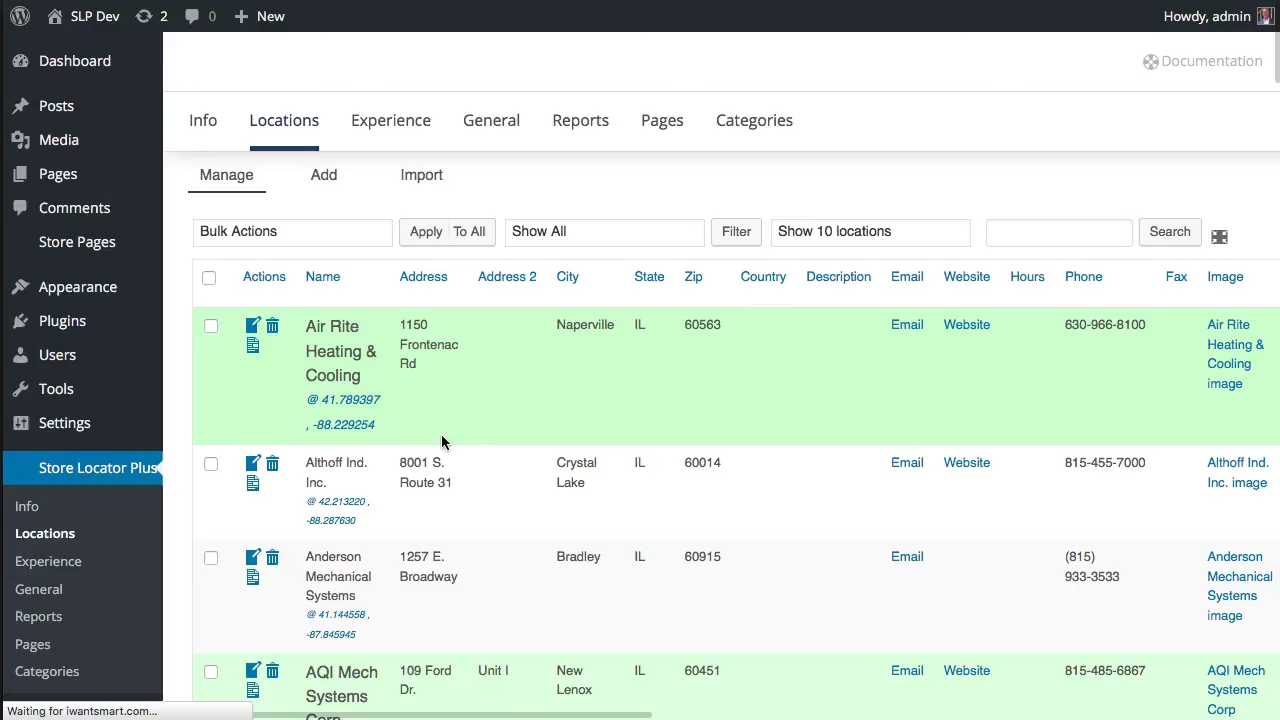 SLP Dev 2 0 New Howdy, admin
Dashboard
Posts
Media
Pages
Comments
Store Pages
Appearance
Plugins
Users
Tools
Settings
Store Locator Plus
Info
Locations
Experience
General
Reports
Pages
Categories
Waiting for iwantsmart.com...
Documentation
Info Locations Experience General Reports Pages Categories
Manage Add Import
Bulk Actions Apply To All Show All Filter Show 10 locations Search
Actions Name Address Address 2 City State Zip Country Description Email Website Hours Phone Fax Image
Air Rite 1150 Naperville IL 60563 Email Website 630-966-8100 Air Rite
Heating & Frontenac Heating &
Cooling Rd Cooling
@ 41.789397 image
, -88.229254
Althoff Ind. 8001 S. Crystal IL 60014 Email Website 815-455-7000 Althoff Ind.
Inc. Route 31 Lake Inc. image
@ 42.213220 ,
-88.287630
Anderson 1257 E. Bradley IL 60915 Email (815) Anderson
Mechanical Broadway 933-3533 Mechanical
Systems Systems
@ 41.144558 , image
-87.845945
AQI Mech 109 Ford Unit I New IL 60451 Email Website 815-485-6867 AQI Mech
Systems Dr. Lenox Systems
Corp Corp